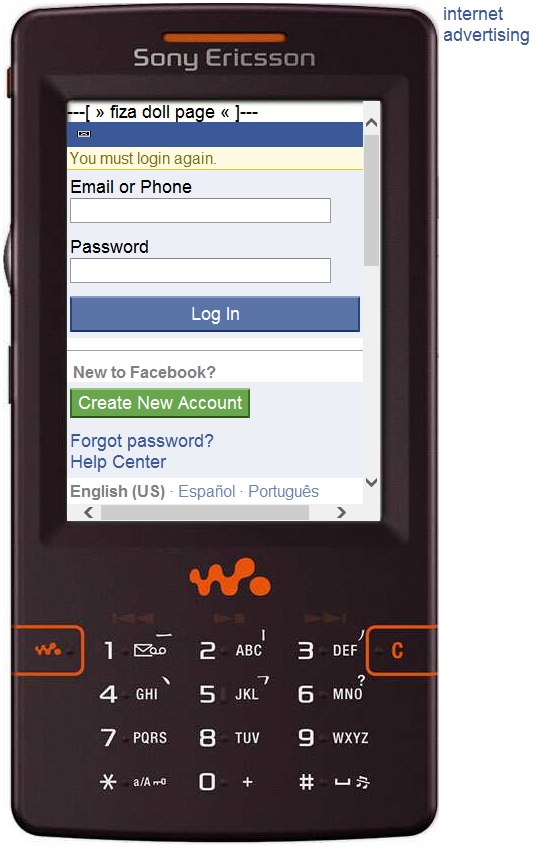 internet
advertising
Sony Ericsson
---[ » fiza doll page « ]---
You must login again.
Email or Phone
Password
Log In
New to Facebook?
Create New Account
Forgot password?
Help Center
English (US) · Español · Português
1 2 ABC 3 DEF C
4 GHI 5 JKL 6 MNO ?
7 PQRS 8 TUV 9 WXYZ
* a/A 0 + #